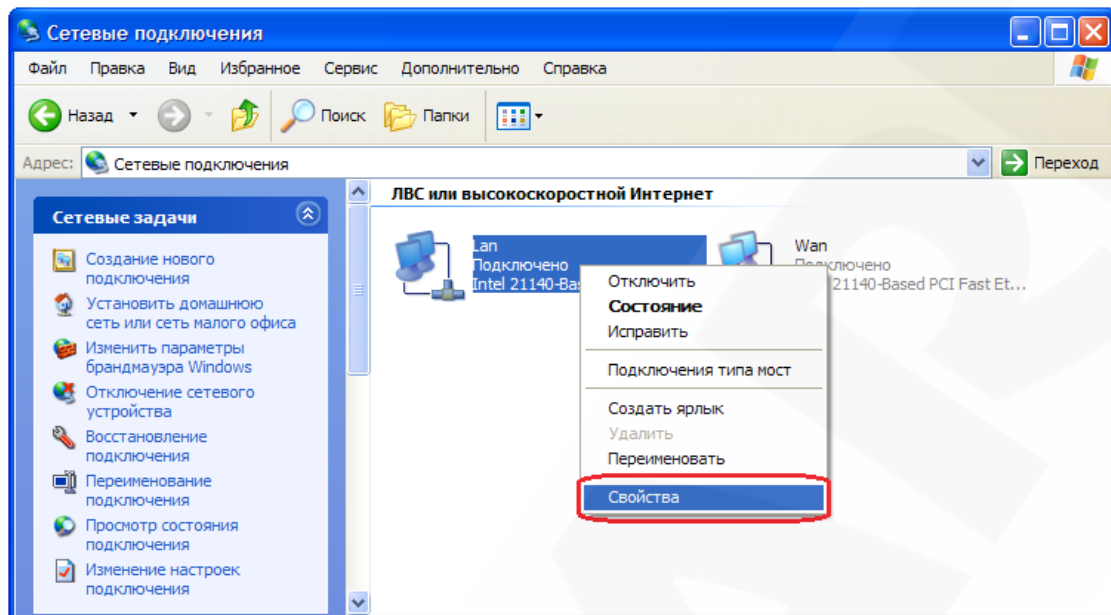 Сетевые подключения
Файл Правка Вид Избранное Сервис Дополнительно Справка
Назад Поиск Папки
Адрес: Сетевые подключения Переход
Сетевые задачи
Создание нового
подключения
Установить домашнюю
сеть или сеть малого офиса
Изменить параметры
брандмауэра Windows
Отключение сетевого
устройства
Восстановление
подключения
Переименование
подключения
Просмотр состояния
подключения
Изменение настроек
подключения
ЛВС или высокоскоростной Интернет
Lan
Подключено
Intel 21140-Bas
Wan
Подключено
21140-Based PCI Fast Et...
Отключить
Состояние
Исправить
Подключения типа мост
Создать ярлык
Удалить
Переименовать
Свойства